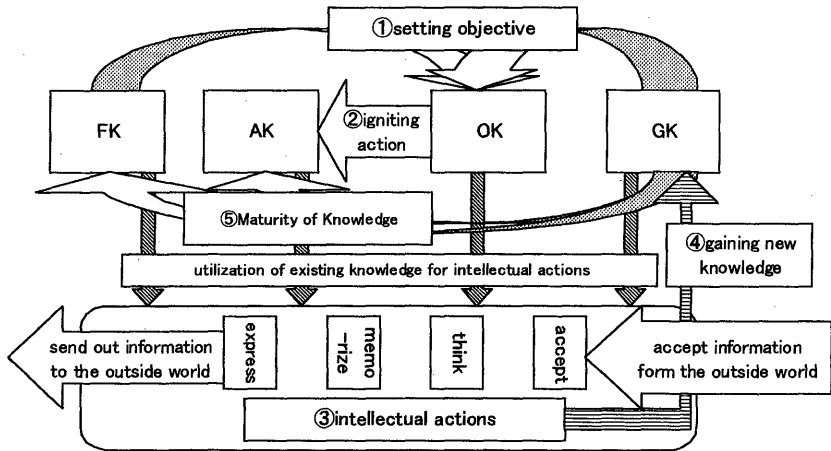 ①setting objective
FK
AK
②igniting
action
OK
GK
⑤Maturity of Knowledge
④gaining new
knowledge
utilization of existing knowledge for intellectual actions
send out information
to the outside world
express
memo
-rize
think
accept
accept information
form the outside world
③intellectual actions